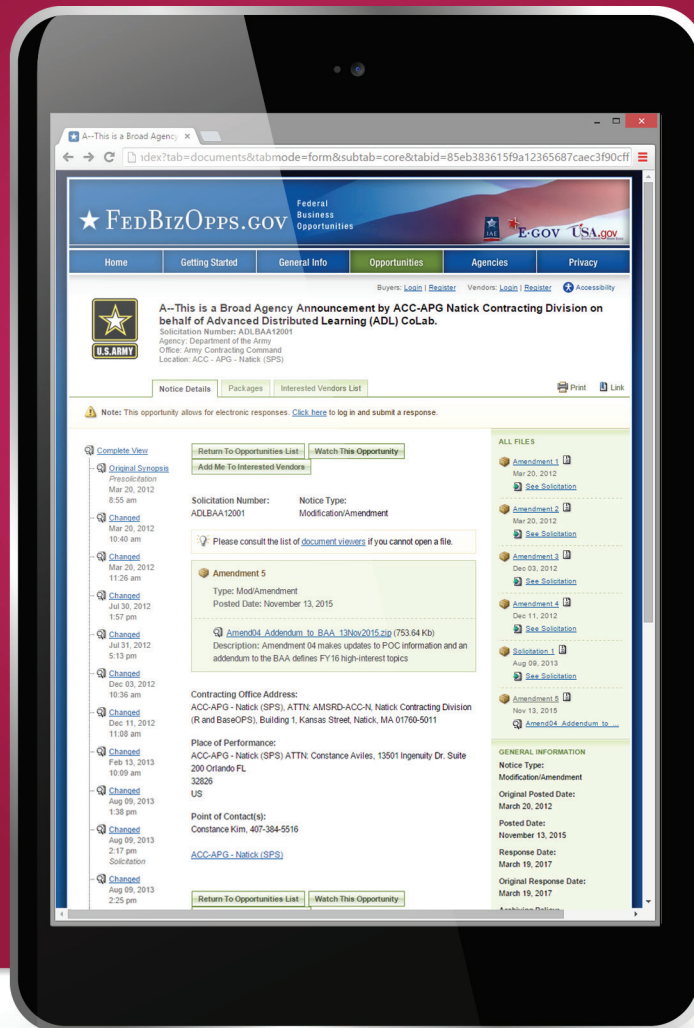 A--This is a Broad Agency
ndex?tab=documents&tabmode=form&subtab=core&tabid=85eb383615f9a12365687caec3f90cff
FEDBIZOPPS.GOV
Federal
Business
Opportunities
IAE
E-GOV
USA.gov
Home Getting Started General Info Opportunities Agencies Privacy
Buyers: Login | Register Vendors: Login | Register Accessibility
U.S.ARMY
A--This is a Broad Agency Announcement by ACC-APG Natick Contracting Division on
behalf of Advanced Distributed Learning (ADL) CoLab.
Solicitation Number: ADLBAA12001
Agency: Department of the Army
Office: Army Contracting Command
Location: ACC - APG - Natick (SPS)
Notice Details Packages Interested Vendors List Print Link
Note: This opportunity allows for electronic responses. Click here to log in and submit a response.
Complete View
Original Synopsis
Presolicitation
Mar 20, 2012
8:55 am
Changed
Mar 20, 2012
10:40 am
Changed
Mar 20, 2012
11:26 am
Changed
Jul 30, 2012
1:57 pm
Changed
Jul 31, 2012
5:13 pm
Changed
Dec 03, 2012
10:36 am
Changed
Dec 11, 2012
11:08 am
Changed
Feb 13, 2013
10:09 am
Changed
Aug 09, 2013
1:38 pm
Changed
Aug 09, 2013
2:17 pm
Solicitation
Changed
Aug 09, 2013
2:25 pm
Return To Opportunities List Watch This Opportunity
Add Me To Interested Vendors
Solicitation Number: Notice Type:
ADLBAA12001 Modification/Amendment
Please consult the list of document viewers if you cannot open a file.
Amendment 5
Type: Mod/Amendment
Posted Date: November 13, 2015
Amend04_Addendum_to_BAA_13Nov2015.zip (753.64 Kb)
Description: Amendment 04 makes updates to POC information and an
addendum to the BAA defines FY16 high-interest topics
Contracting Office Address:
ACC-APG - Natick (SPS), ATTN: AMSRD-ACC-N, Natick Contracting Division
(R and BaseOPS), Building 1, Kansas Street, Natick, MA 01760-5011
Place of Performance:
ACC-APG - Natick (SPS) ATTN: Constance Aviles, 13501 Ingenuity Dr. Suite
200 Orlando FL
32826
US
Point of Contact(s):
Constance Kim, 407-384-5516
ACC-APG - Natick (SPS)
Return To Opportunities List Watch This Opportunity
ALL FILES
Amendment 1
Mar 20, 2012
See Solicitation
Amendment 2
Mar 20, 2012
See Solicitation
Amendment 3
Dec 03, 2012
See Solicitation
Amendment 4
Dec 11, 2012
See Solicitation
Solicitation 1
Aug 09, 2013
See Solicitation
Amendment 5
Nov 13, 2015
Amend04_Addendum_to_...
GENERAL INFORMATION
Notice Type:
Modification/Amendment
Original Posted Date:
March 20, 2012
Posted Date:
November 13, 2015
Response Date:
March 19, 2017
Original Response Date:
March 19, 2017